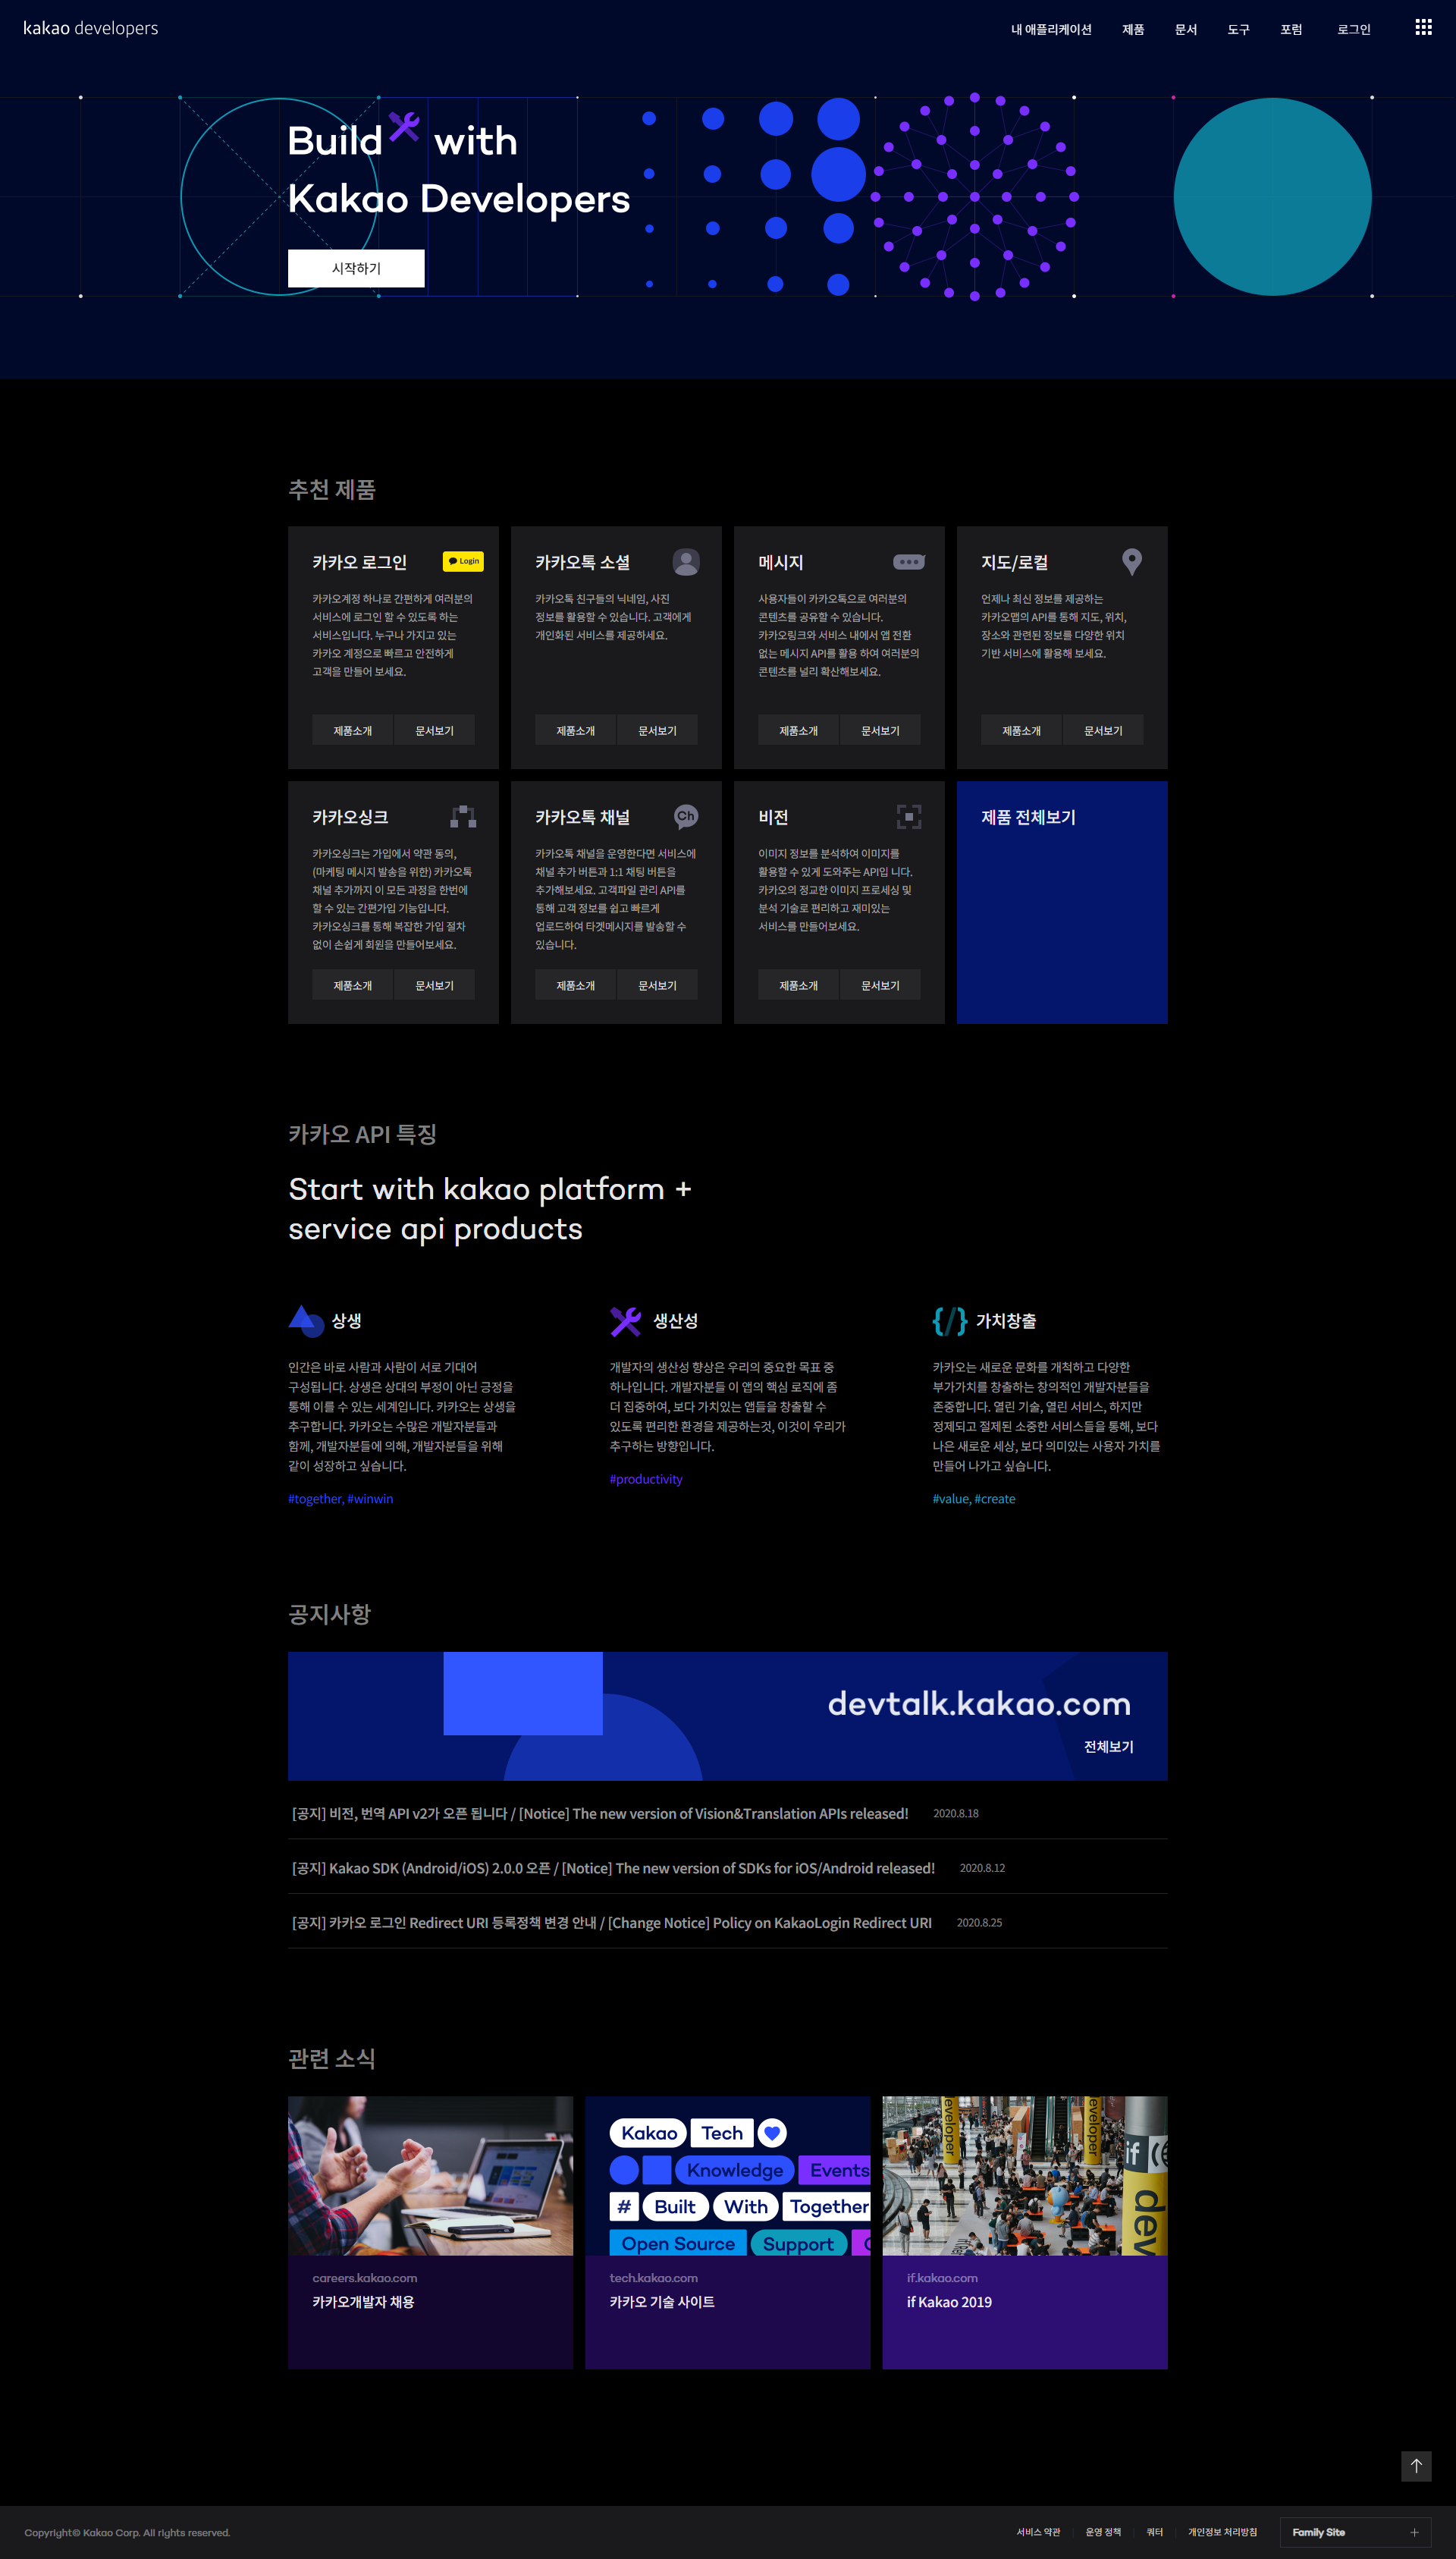 kakao developers
내 애플리케이션 제품 문서 도구 포럼 로그인
Build with
Kakao Developers
시작하기
추천 제품
카카오 로그인
Login
카카오계정 하나로 간편하게 여러분의
서비스에 로그인 할 수 있도록 하는
서비스입니다. 누구나 가지고 있는
카카오 계정으로 빠르고 안전하게
고객을 만들어 보세요.
제품소개 문서보기
카카오톡 소셜
카카오톡 친구들의 닉네임, 사진
정보를 활용할 수 있습니다. 고객에게
개인화된 서비스를 제공하세요.
제품소개 문서보기
메시지
사용자들이 카카오톡으로 여러분의
콘텐츠를 공유할 수 있습니다.
카카오링크와 서비스 내에서 앱 전환
없는 메시지 API를 활용 하여 여러분의
콘텐츠를 널리 확산해보세요.
제품소개 문서보기
지도/로컬
언제나 최신 정보를 제공하는
카카오맵의 API를 통해 지도, 위치,
장소와 관련된 정보를 다양한 위치
기반 서비스에 활용해 보세요.
제품소개 문서보기
카카오싱크
카카오싱크는 가입에서 약관 동의,
(마케팅 메시지 발송을 위한) 카카오톡
채널 추가까지 이 모든 과정을 한번에
할 수 있는 간편가입 기능입니다.
카카오싱크를 통해 복잡한 가입 절차
없이 손쉽게 회원을 만들어보세요.
제품소개 문서보기
카카오톡 채널
Ch
카카오톡 채널을 운영한다면 서비스에
채널 추가 버튼과 1:1 채팅 버튼을
추가해보세요. 고객파일 관리 API를
통해 고객 정보를 쉽고 빠르게
업로드하여 타겟메시지를 발송할 수
있습니다.
제품소개 문서보기
비전
이미지 정보를 분석하여 이미지를
활용할 수 있게 도와주는 API입 니다.
카카오의 정교한 이미지 프로세싱 및
분석 기술로 편리하고 재미있는
서비스를 만들어보세요.
제품소개 문서보기
제품 전체보기
카카오 API 특징
Start with kakao platform +
service api products
상생
인간은 바로 사람과 사람이 서로 기대어
구성됩니다. 상생은 상대의 부정이 아닌 긍정을
통해 이룰 수 있는 세계입니다. 카카오는 상생을
추구합니다. 카카오는 수많은 개발자분들과
함께, 개발자분들에 의해, 개발자분들을 위해
같이 성장하고 싶습니다.
#together, #winwin
생산성
개발자의 생산성 향상은 우리의 중요한 목표 중
하나입니다. 개발자분들 이 앱의 핵심 로직에 좀
더 집중하여, 보다 가치있는 앱들을 창출할 수
있도록 편리한 환경을 제공하는것, 이것이 우리가
추구하는 방향입니다.
#productivity
{/} 가치창출
카카오는 새로운 문화를 개척하고 다양한
부가가치를 창출하는 창의적인 개발자분들을
존중합니다. 열린 기술, 열린 서비스, 하지만
정제되고 절제된 소중한 서비스들을 통해, 보다
나은 새로운 세상, 보다 의미있는 사용자 가치를
만들어 나가고 싶습니다.
#value, #create
공지사항
devtalk.kakao.com
전체보기
[공지] 비전, 번역 API v2가 오픈 됩니다 / [Notice] The new version of Vision&Translation APIs released! 2020.8.18
[공지] Kakao SDK (Android/iOS) 2.0.0 오픈 / [Notice] The new version of SDKs for iOS/Android released! 2020.8.12
[공지] 카카오 로그인 Redirect URI 등록정책 변경 안내 / [Change Notice] Policy on KakaoLogin Redirect URI 2020.8.25
관련 소식
careers.kakao.com
카카오개발자 채용
Kakao Tech
Knowledge Events
# Built With Together
Open Source Support
tech.kakao.com
카카오 기술 사이트
eveloper
eveloper
if
dev
if.kakao.com
if Kakao 2019
Copyright© Kakao Corp. All rights reserved.
서비스 약관 운영 정책 쿼터 개인정보 처리방침 Family Site +